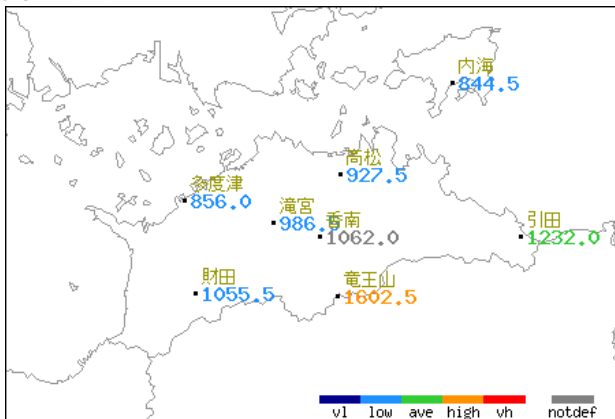 内海
844.5
高松
927.5
多度津
856.0
滝宮
986.5
香南
1062.0
引田
1232.0
財田
1055.5
竜王山
1602.5
vl low ave high vh notdef